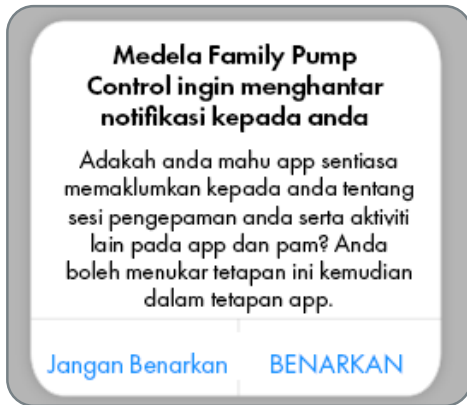 Medela Family Pump
Control ingin menghantar
notifikasi kepada anda
Adakah anda mahu app sentiasa
memaklumkan kepada anda tentang
sesi pengepaman anda serta aktiviti
lain pada app dan pam? Anda
boleh menukar tetapan ini kemudian
dalam tetapan app.
Jangan Benarkan BENARKAN